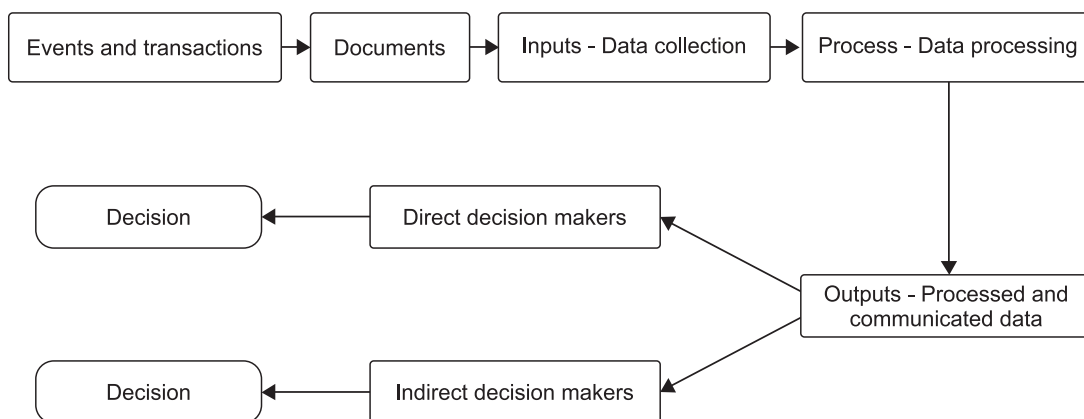 Events and transactions
Documents
Inputs - Data collection
Process - Data processing
Decision
Direct decision makers
Outputs - Processed and
communicated data
Decision
Indirect decision makers